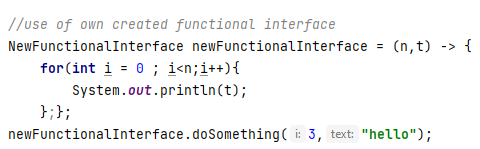 //use of own created functional interface
NewFunctionalInterface newFunctionalInterface = (n,t) -> {
    for(int i = 0 ; i<n;i++){
        System.out.println(t);
    };};
newFunctionalInterface.doSomething( i: 3, text: "hello");